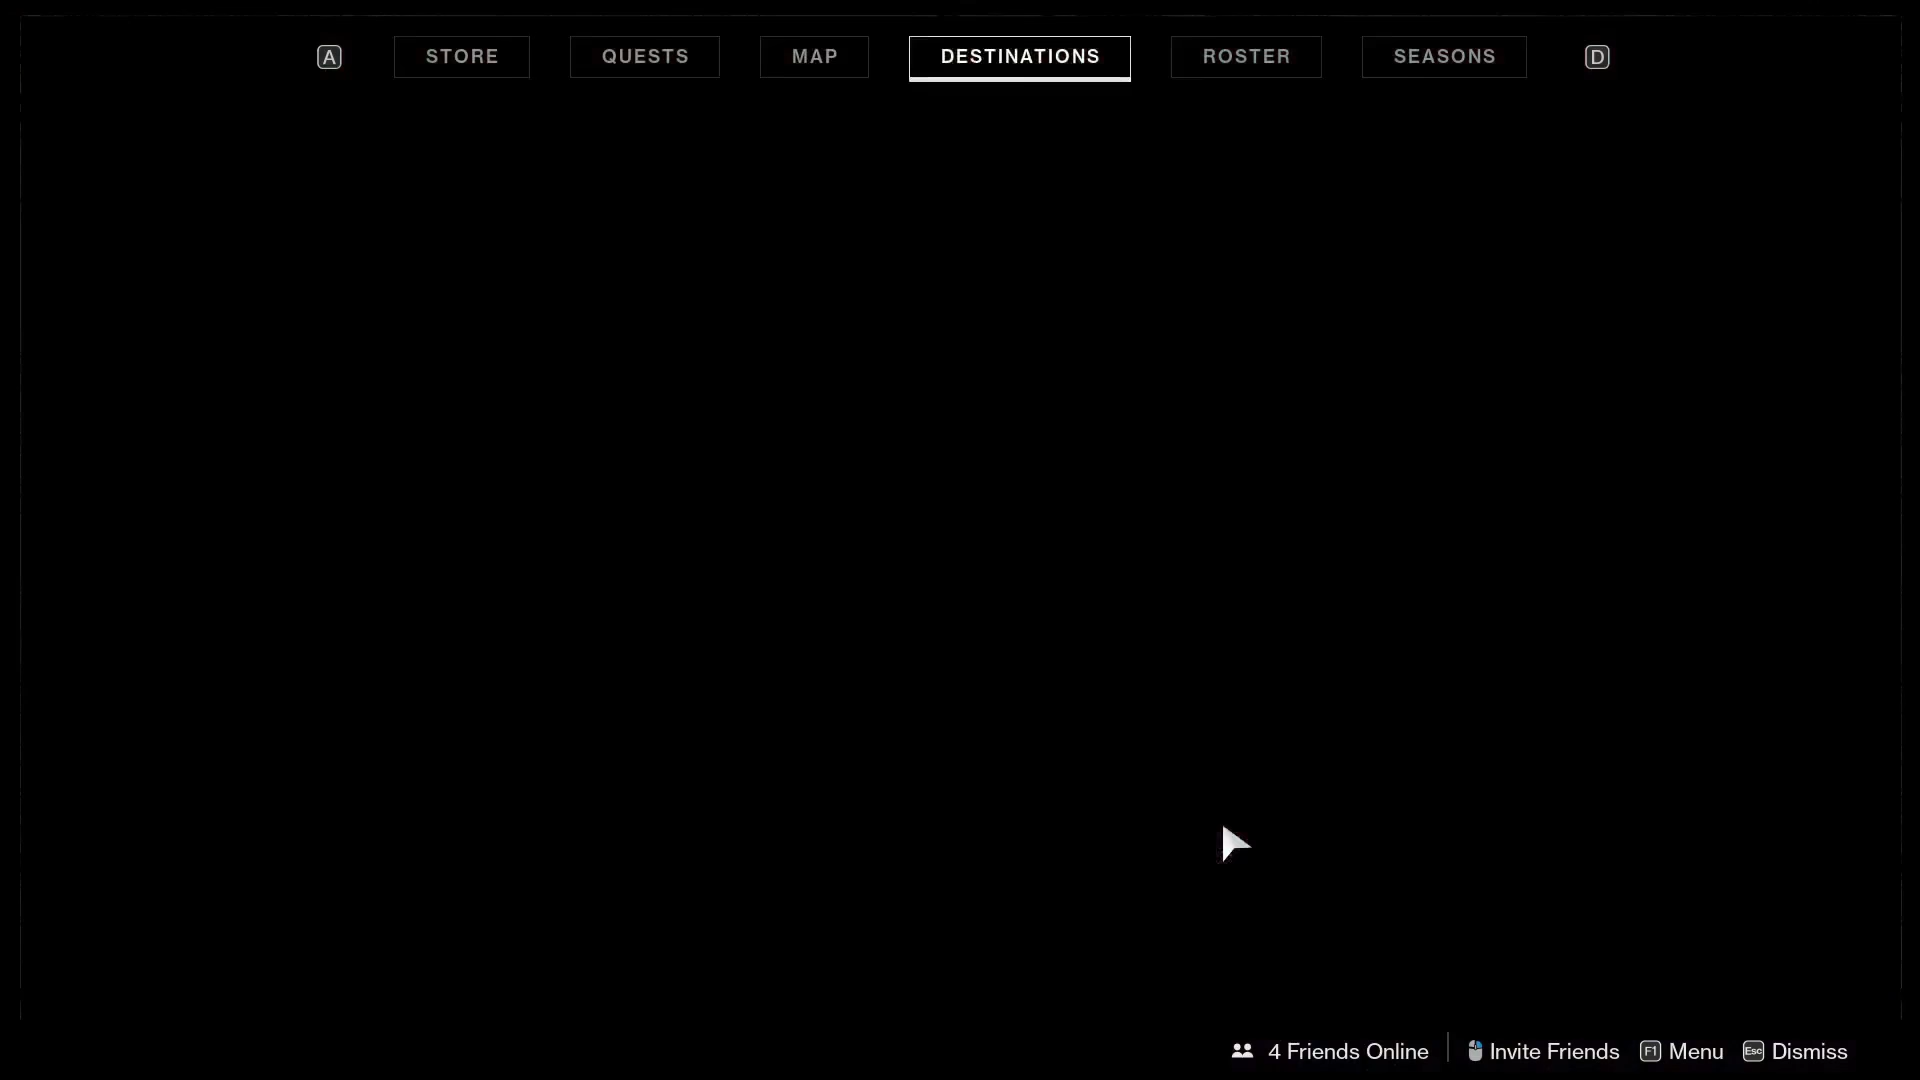 A STORE QUESTS MAP DESTINATIONS ROSTER SEASONS D
4 Friends Online Invite Friends F1 Menu Esc Dismiss